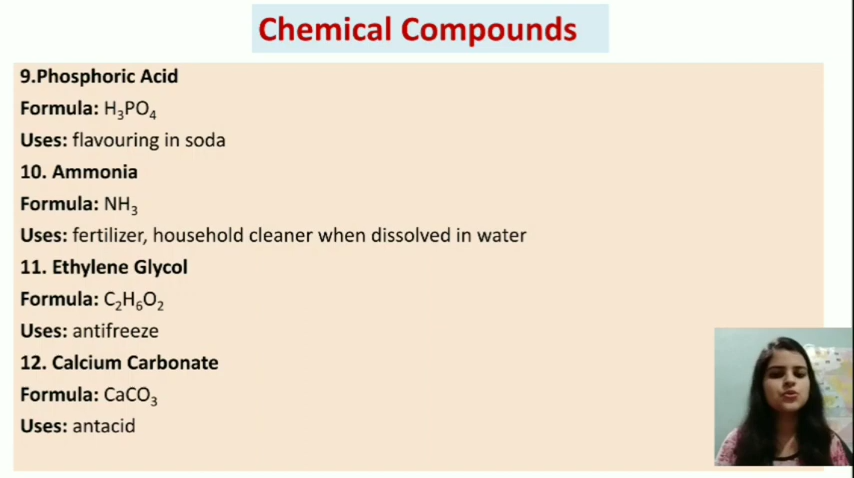 Chemical Compounds
9.Phosphoric Acid
Formula: H₃PO₄
Uses: flavouring in soda
10. Ammonia
Formula: NH₃
Uses: fertilizer, household cleaner when dissolved in water
11. Ethylene Glycol
Formula: C₂H₆O₂
Uses: antifreeze
12. Calcium Carbonate
Formula: CaCO₃
Uses: antacid